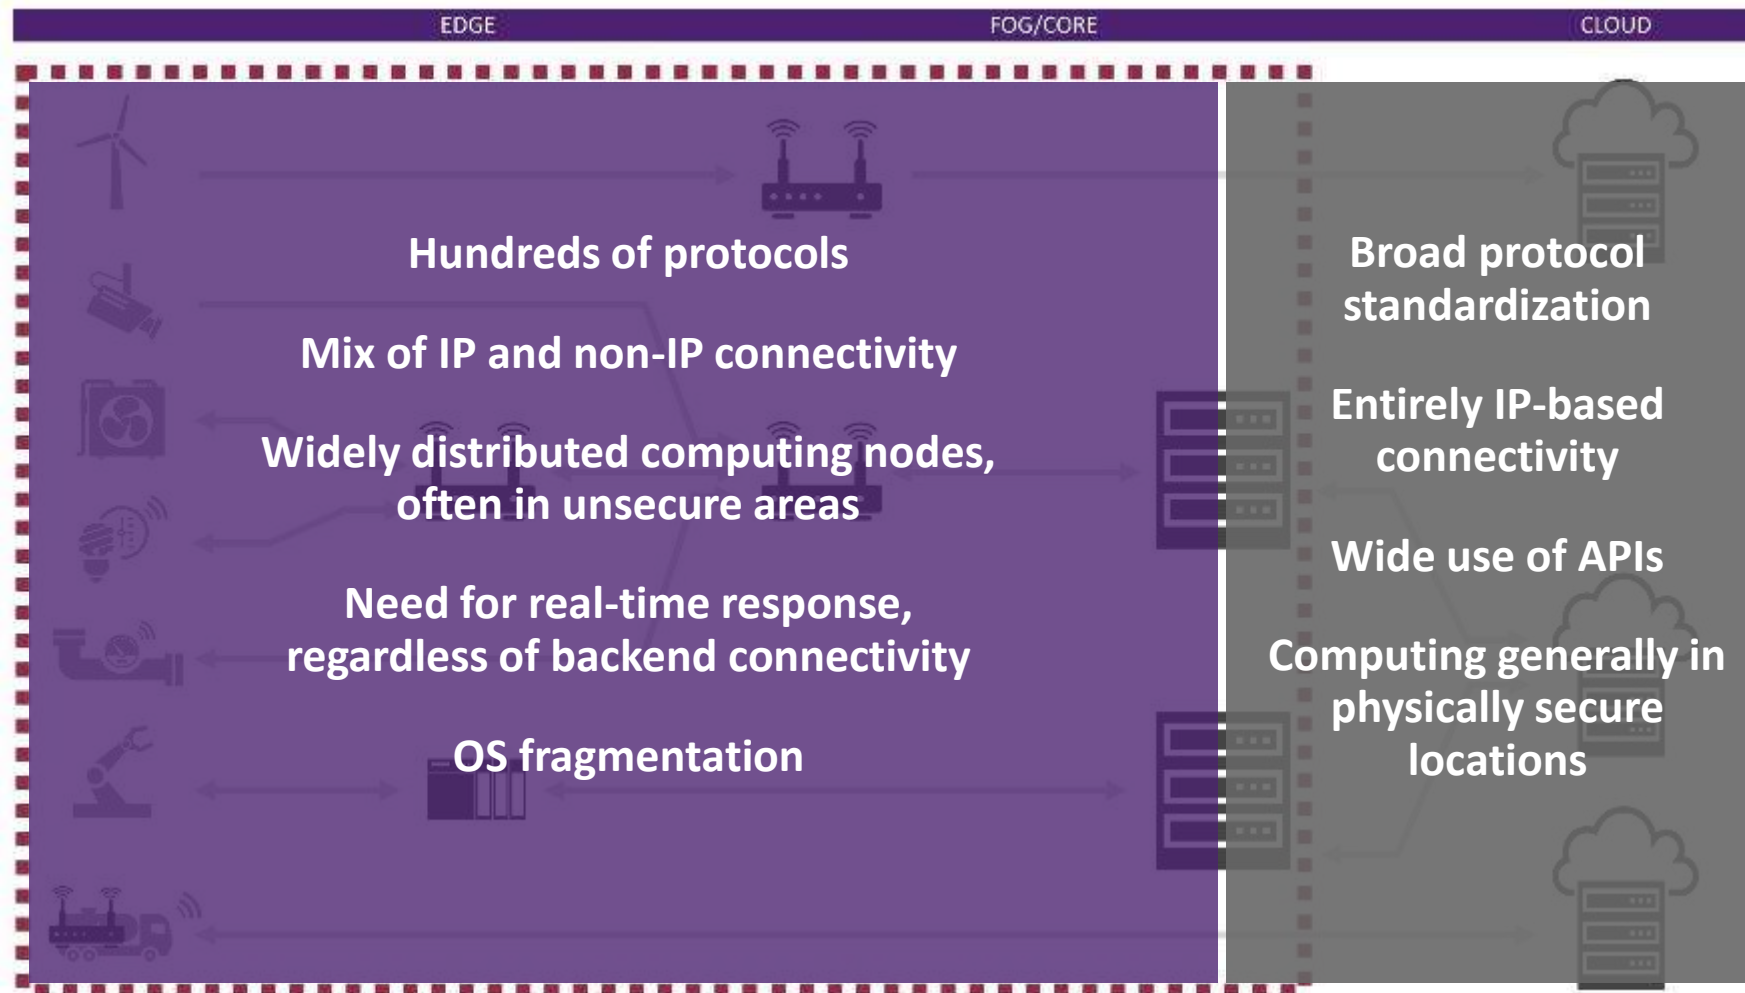 EDGE FOG/CORE CLOUD
Hundreds of protocols
Mix of IP and non-IP connectivity
Widely distributed computing nodes,
often in unsecure areas
Need for real-time response,
regardless of backend connectivity
OS fragmentation
Broad protocol
standardization
Entirely IP-based
connectivity
Wide use of APIs
Computing generally in
physically secure
locations